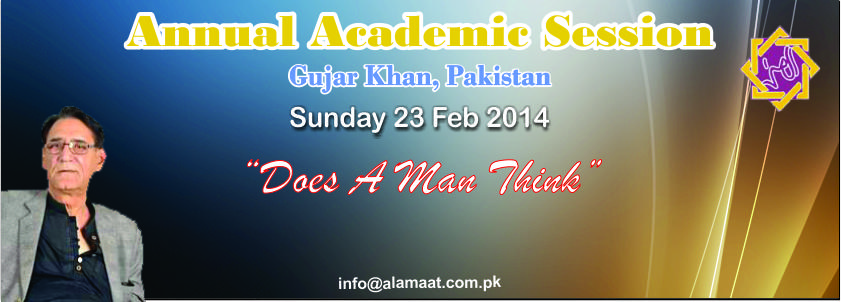 Annual Academic Session
Gujar Khan, Pakistan
Sunday 23 Feb 2014
"Does A Man Think"
info@alamaat.com.pk